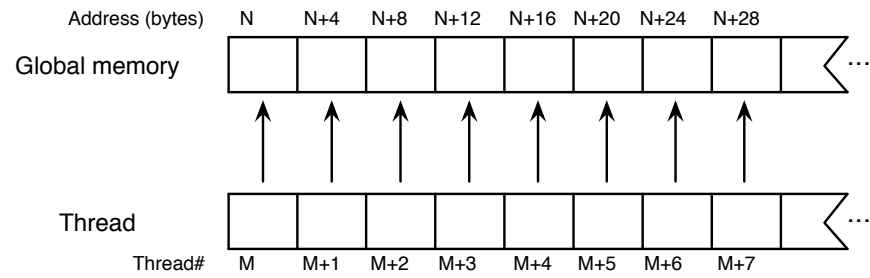 Address (bytes) N N+4 N+8 N+12 N+16 N+20 N+24 N+28
Global memory ...
Thread ...
Thread# M M+1 M+2 M+3 M+4 M+5 M+6 M+7